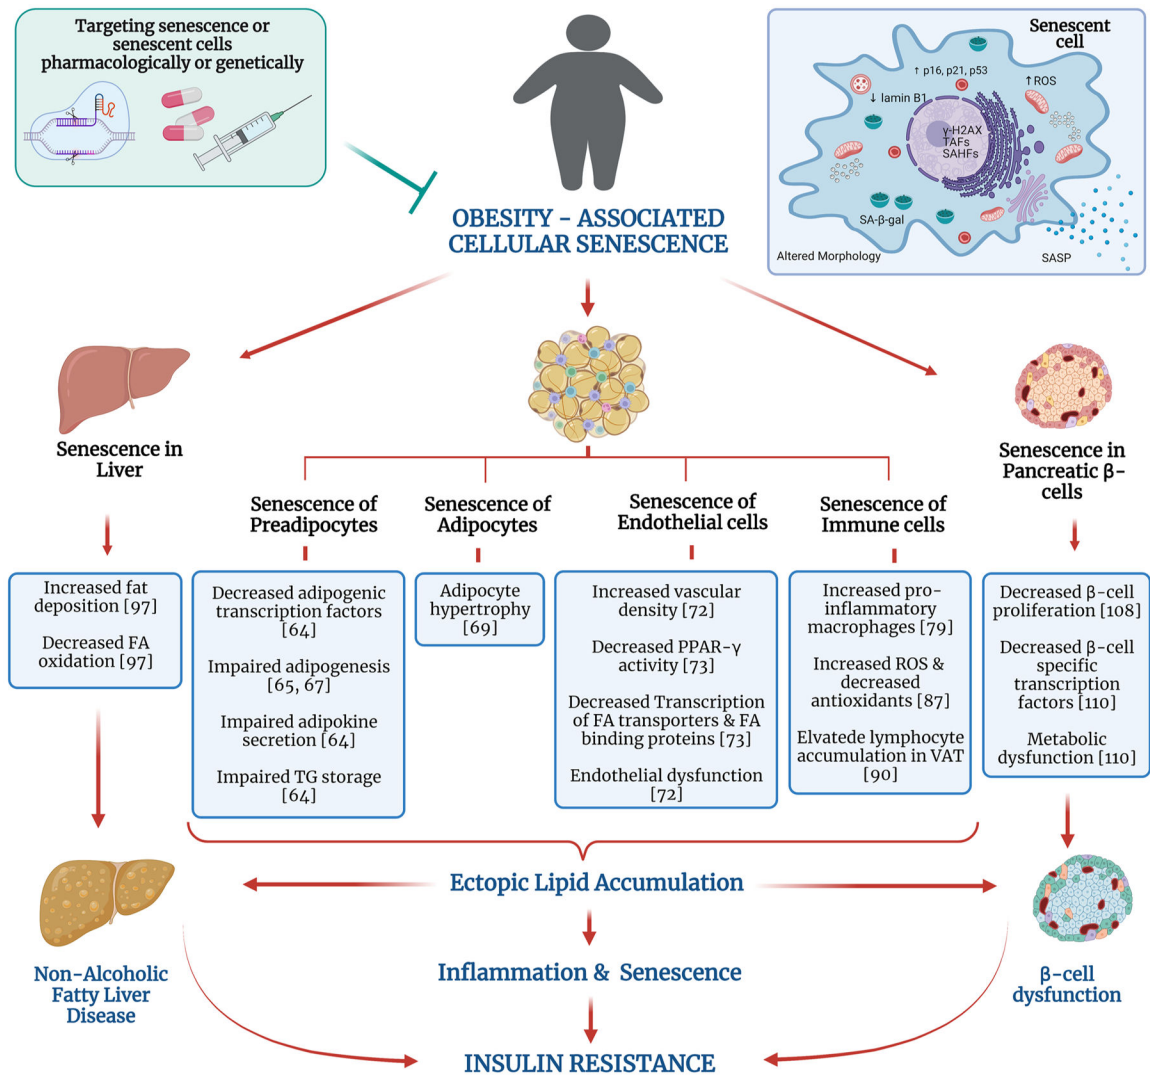 Targeting senescence or
senescent cells
pharmacologically or genetically
Senescent
cell
↑ p16, p21, p53
↑ROS
↓ lamin B1
γ-H2AX
TAFs
SAHFs
SA-β-gal
Altered Morphology
SASP
OBESITY - ASSOCIATED
CELLULAR SENESCENCE
Senescence in
Liver
Senescence in
Pancreatic β-
cells
Senescence of
Preadipocytes
Senescence of
Adipocytes
Senescence of
Endothelial cells
Senescence of
Immune cells
Increased fat
deposition [97]
Decreased FA
oxidation [97]
Decreased adipogenic
transcription factors
[64]
Impaired adipogenesis
[65, 67]
Impaired adipokine
secretion [64]
Impaired TG storage
[64]
Adipocyte
hypertrophy
[69]
Increased vascular
density [72]
Decreased PPAR-γ
activity [73]
Decreased Transcription
of FA transporters & FA
binding proteins [73]
Endothelial dysfunction
[72]
Increased pro-
inflammatory
macrophages [79]
Increased ROS &
decreased
antioxidants [87]
Elvatede lymphocyte
accumulation in VAT
[90]
Decreased β-cell
proliferation [108]
Decreased β-cell
specific
transcription
factors [110]
Metabolic
dysfunction [110]
Ectopic Lipid Accumulation
Inflammation & Senescence
Non-Alcoholic
Fatty Liver
Disease
β-cell
dysfunction
INSULIN RESISTANCE